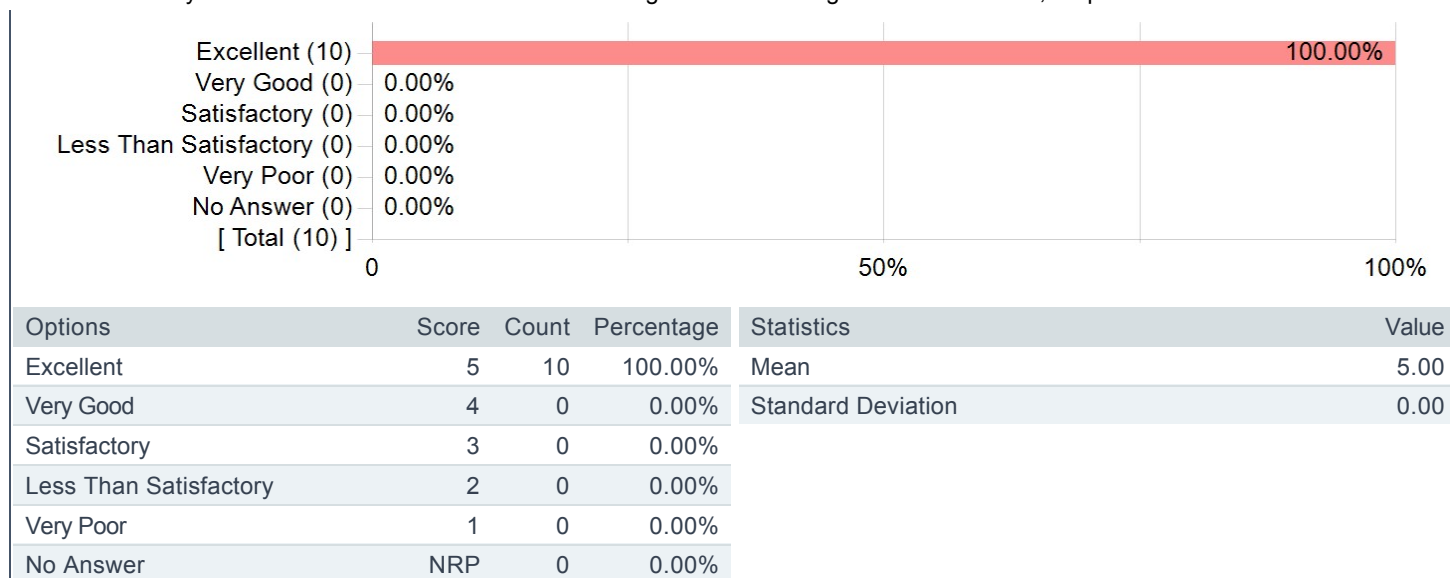 Excellent (10) 100.00%
Very Good (0) 0.00%
Satisfactory (0) 0.00%
Less Than Satisfactory (0) 0.00%
Very Poor (0) 0.00%
No Answer (0) 0.00%
[ Total (10) ]
0 50% 100%
Options Score Count Percentage Statistics Value
Excellent 5 10 100.00% Mean 5.00
Very Good 4 0 0.00% Standard Deviation 0.00
Satisfactory 3 0 0.00%
Less Than Satisfactory 2 0 0.00%
Very Poor 1 0 0.00%
No Answer NRP 0 0.00%